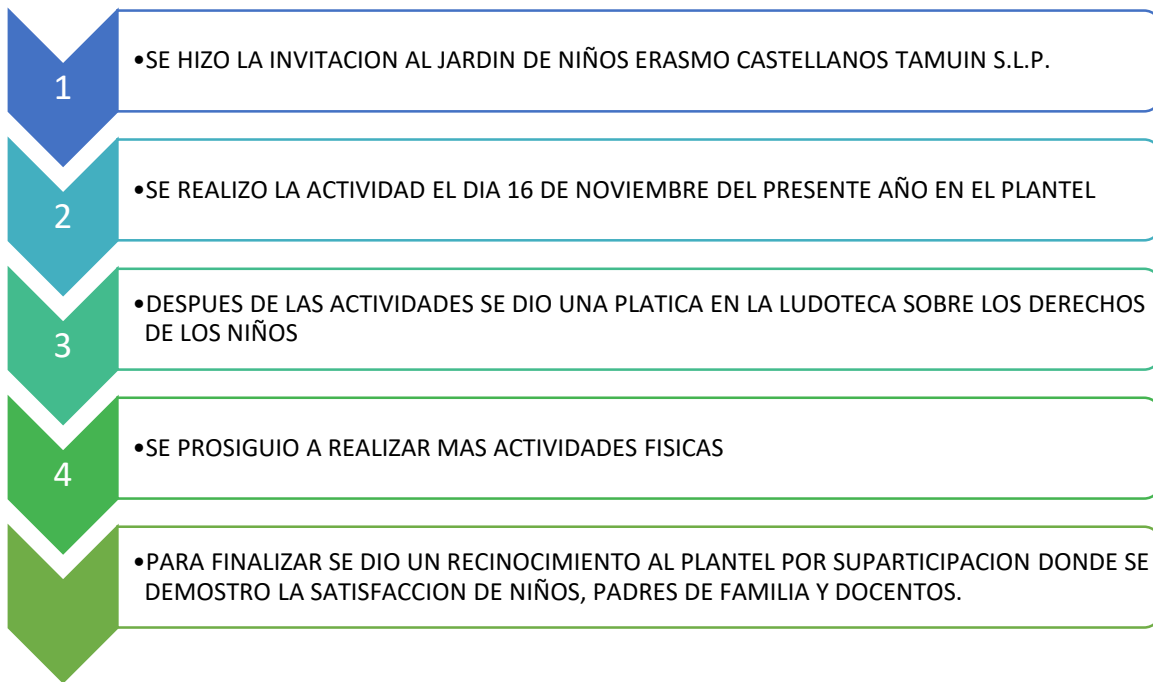 1
•SE HIZO LA INVITACION AL JARDIN DE NIÑOS ERASMO CASTELLANOS TAMUIN S.L.P.
2
•SE REALIZO LA ACTIVIDAD EL DIA 16 DE NOVIEMBRE DEL PRESENTE AÑO EN EL PLANTEL
3
•DESPUES DE LAS ACTIVIDADES SE DIO UNA PLATICA EN LA LUDOTECA SOBRE LOS DERECHOS
DE LOS NIÑOS
4
•SE PROSIGUIO A REALIZAR MAS ACTIVIDADES FISICAS
•PARA FINALIZAR SE DIO UN RECINOCIMIENTO AL PLANTEL POR SUPARTICIPACION DONDE SE
DEMOSTRO LA SATISFACCION DE NIÑOS, PADRES DE FAMILIA Y DOCENTOS.